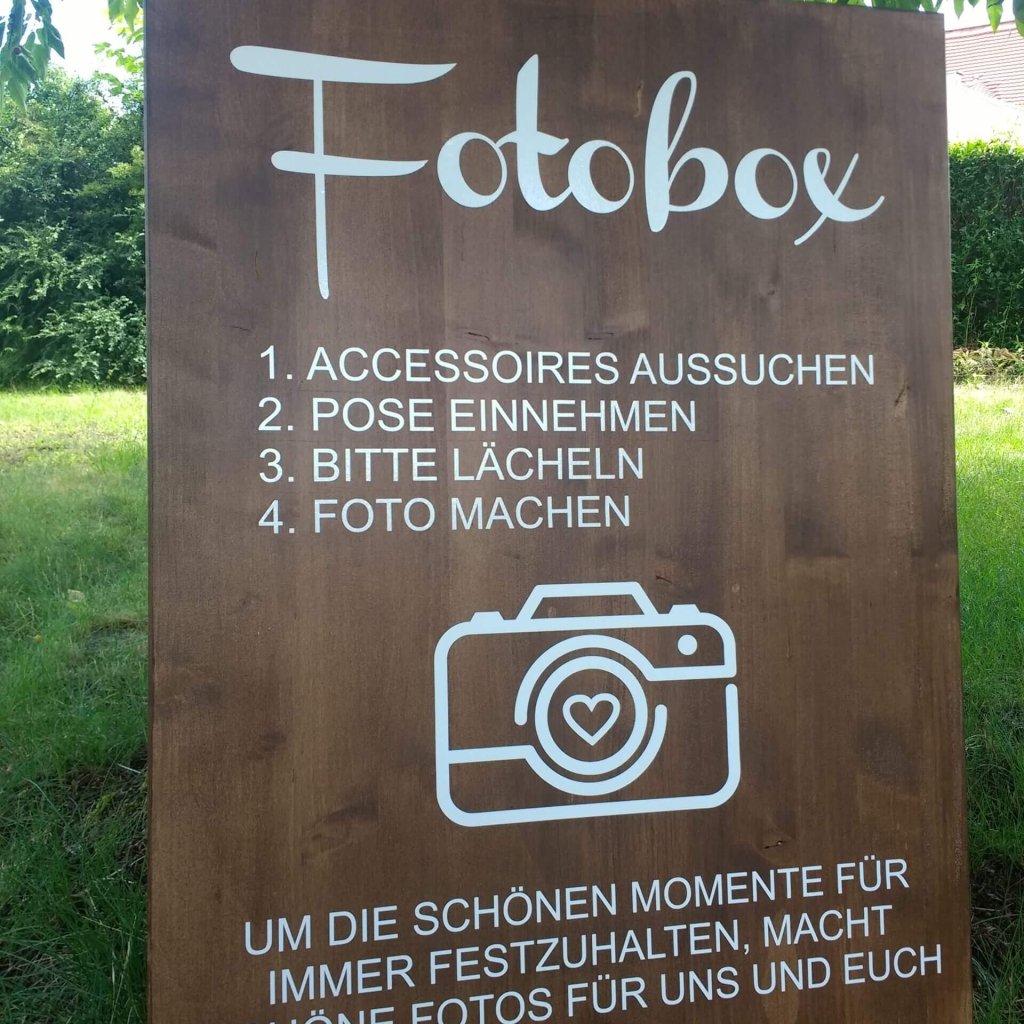 Fotobox
1. ACCESSOIRES AUSSUCHEN
2. POSE EINNEHMEN
3. BITTE LÄCHELN
4. FOTO MACHEN
UM DIE SCHÖNEN MOMENTE FÜR
IMMER FESTZUHALTEN, MACHT
FOTOS FÜR UNS UND EUCH